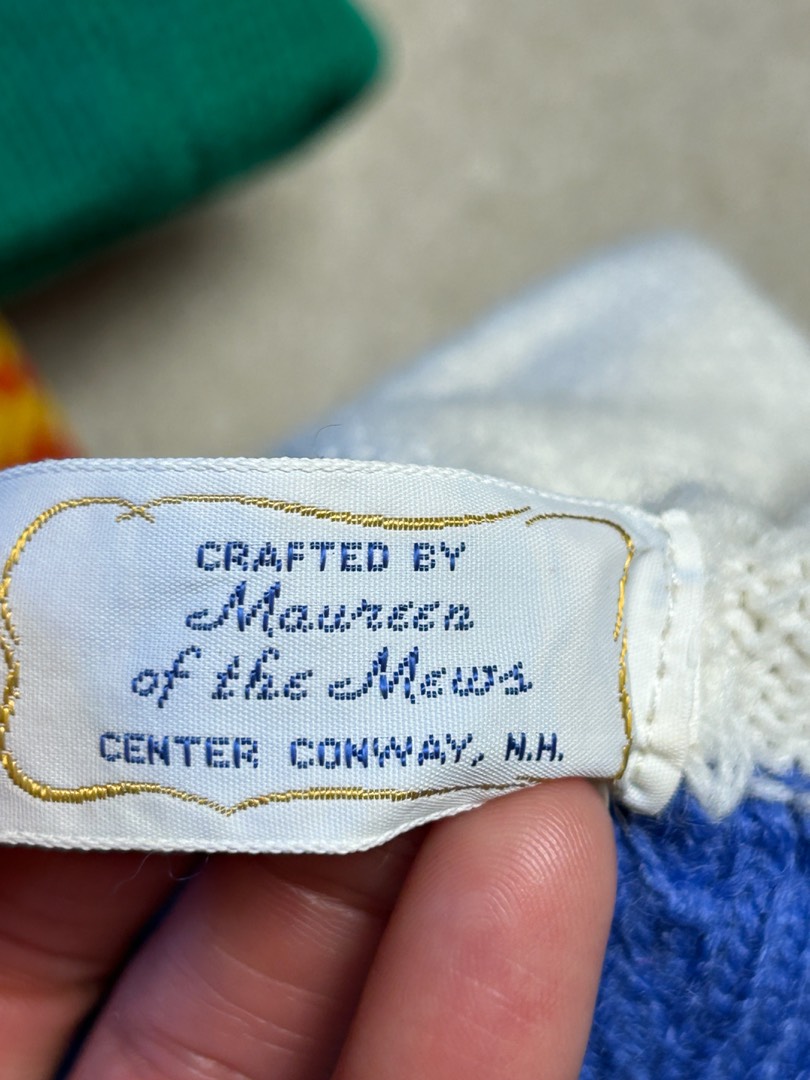 CRAFTED BY
Maureen
of the Mews
CENTER CONWAY, N.H.